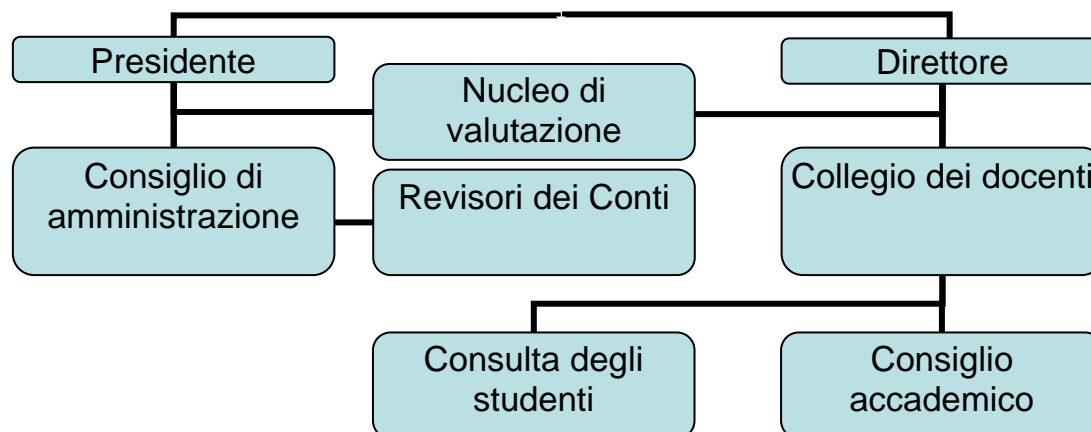 Presidente
Direttore
Nucleo di
valutazione
Consiglio di
amministrazione
Revisori dei Conti
Collegio dei docenti
Consulta degli
studenti
Consiglio
accademico